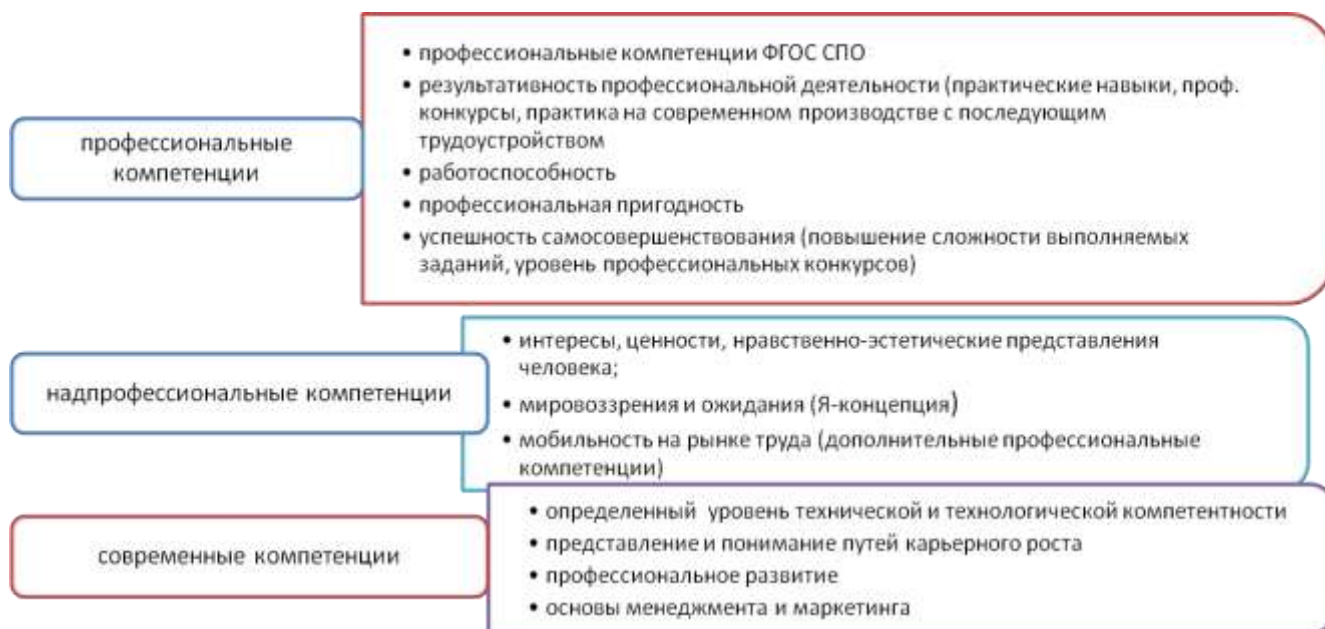 профессиональные
компетенции
• профессиональные компетенции ФГОС СПО
• результативность профессиональной деятельности (практические навыки, проф.
конкурсы, практика на современном производстве с последующим
трудоустройством
• работоспособность
• профессиональная пригодность
• успешность самосовершенствования (повышение сложности выполняемых
заданий, уровень профессиональных конкурсов)
надпрофессиональные компетенции
• интересы, ценности, нравственно-эстетические представления
человека;
• мировоззрения и ожидания (Я-концепция)
• мобильность на рынке труда (дополнительные профессиональные
компетенции)
современные компетенции
• определенный уровень технической и технологической компетентности
• представление и понимание путей карьерного роста
• профессиональное развитие
• основы менеджмента и маркетинга